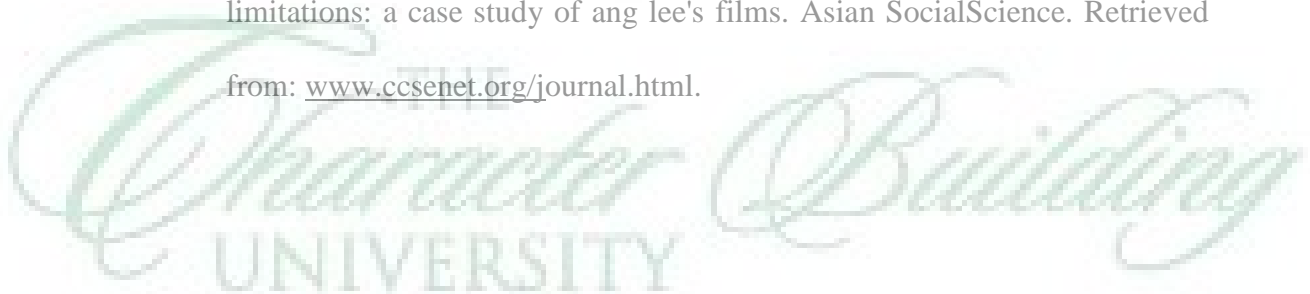 limitations: a case study of ang lee's films. Asian SocialScience. Retrieved
from: www.ccsenet.org/journal.html.
THE
Character Building
UNIVERSITY